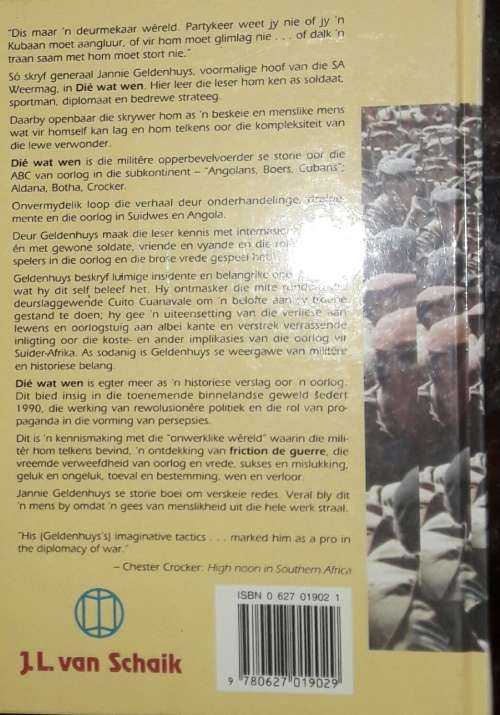 "Dis maar 'n deurmekaar wêreld. Partykeer weet jy nie of jy 'n
Kubaan moet aangluur, of vir hom moet glimlag nie . . . of dalk 'n
traan saam met hom moet stort nie."
Só skryf generaal Jannie Geldenhuys, voormalige hoof van die SA
Weermag, in Dié wat wen. Hier leer die leser hom ken as soldaat,
sportman, diplomaat en bedrewe strateeg.
Daarby openbaar die skrywer hom as 'n beskeie en menslike mens
wat vir homself kan lag en hom telkens oor die kompleksiteit van
die lewe verwonder.
Dié wat wen is die militêre opperbevelvoerder se storie oor die
ABC van oorlog in die subkontinent – "Angolans, Boers, Cubans";
Aldana, Botha, Crocker.
Onvermydelik loop die verhaal deur onderhandelinge,
mente en die oorlog in Suidwes en Angola.
Deur Geldenhuys maak die leser kennis met
én met gewone soldate, vriende en vyande en die
spelers in die oorlog en die brose vrede gespeel het.
Geldenhuys beskryf luimige insidente en belangrike
wat hy dit self beleef het. Hy ontmasker die mite
deurslaggewende Cuito Cuanavale om 'n belofte aan sy troepe
gestand te doen; hy gee 'n uiteensetting van die verliese aan
lewens en oorlogstuig aan albei kante en verstrek verrassende
inligting oor die koste- en ander implikasies van die oorlog vir
Suider-Afrika. As sodanig is Geldenhuys se weergawe van militêre
en historiese belang.
Dié wat wen is egter meer as 'n historiese verslag oor 'n oorlog.
Dit bied insig in die toenemende binnelandse geweld sedert
1990, die werking van rewolusionêre politiek en die rol van pro-
paganda in die vorming van persepsies.
Dit is 'n kennismaking met die "onwerklike wêreld" waarin die mili-
têr hom telkens bevind, 'n ontdekking van friction de guerre, die
vreemde verweefdheid van oorlog en vrede, sukses en mislukking,
geluk en ongeluk, toeval en bestemming, wen en verloor.
Jannie Geldenhuys se storie boei om verskeie redes. Veral bly dit
'n mens by omdat 'n gees van menslikheid uit die hele werk straal.
"His (Geldenhuys's) imaginative tactics . . . marked him as a pro in
the diplomacy of war."
– Chester Crocker: High noon in Southern Africa
ISBN 0 627 01902 1
J.L. van Schaik
9 780627 019029